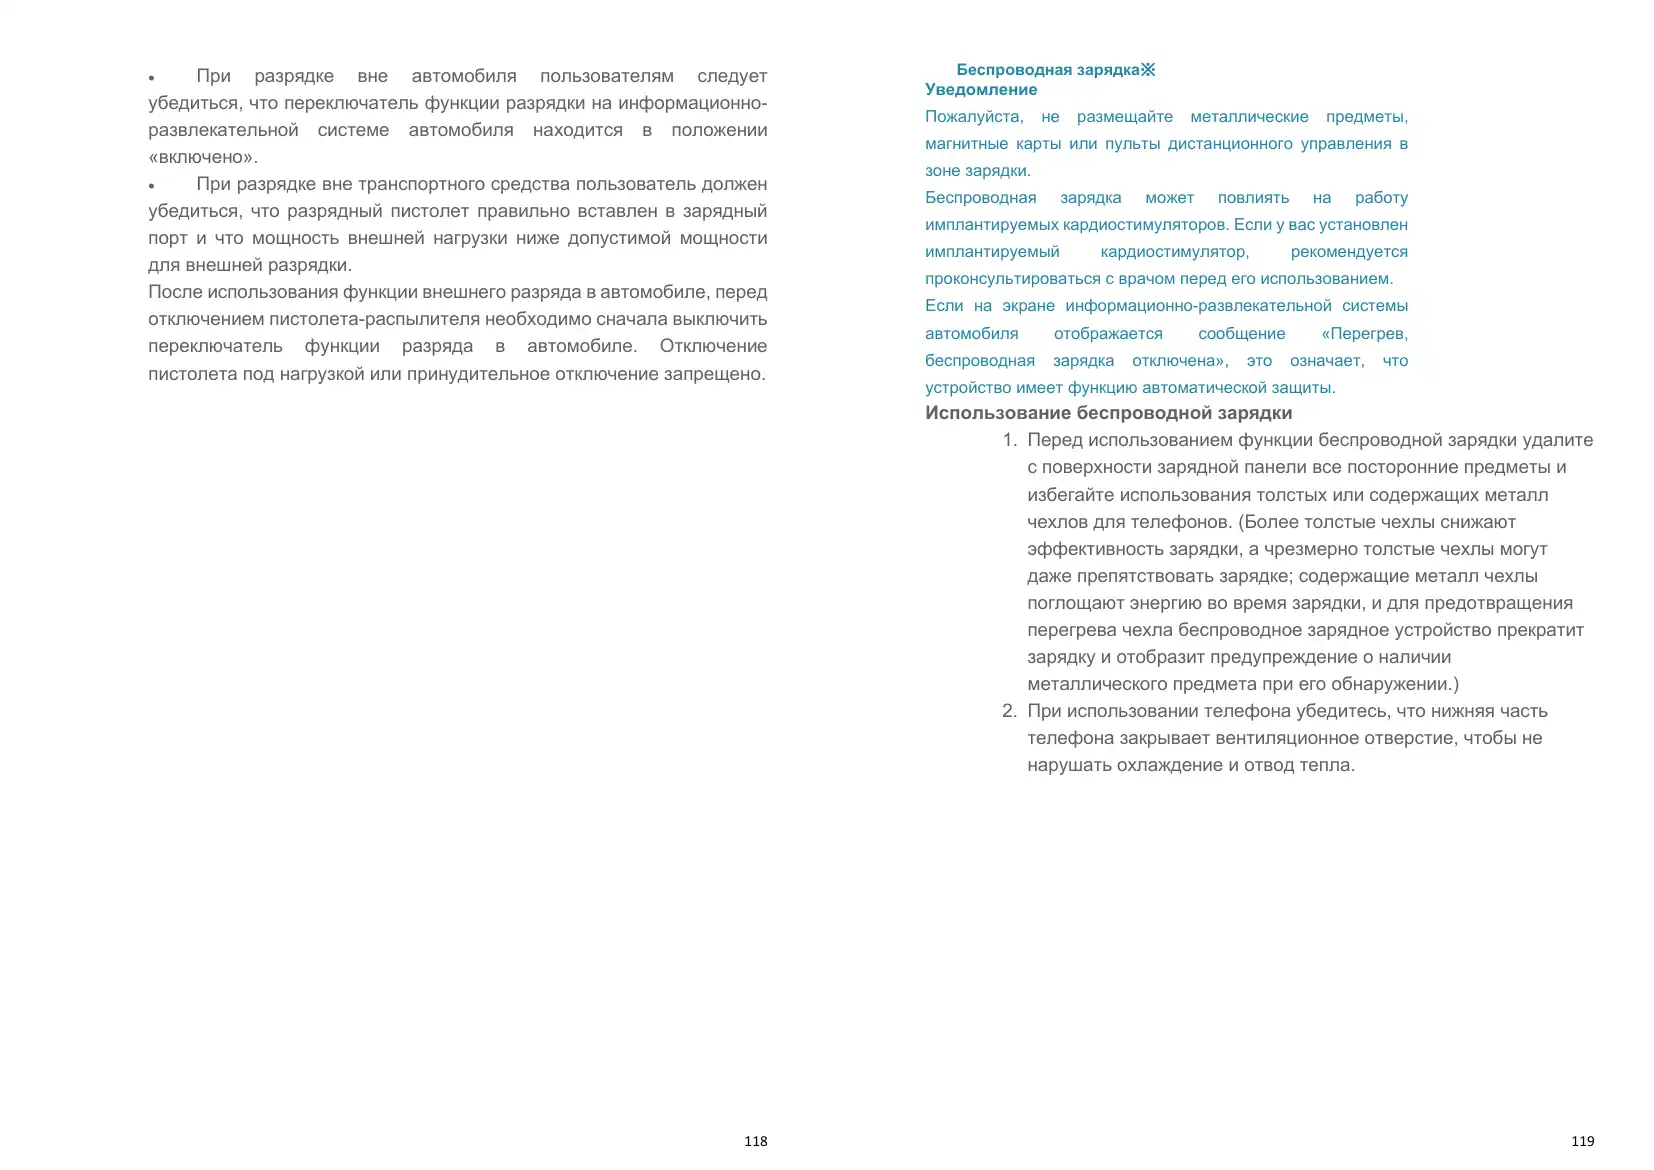 • При разрядке вне автомобиля пользователям следует
убедиться, что переключатель функции разрядки на информационно-
развлекательной системе автомобиля находится в положении
«включено».
• При разрядке вне транспортного средства пользователь должен
убедиться, что разрядный пистолет правильно вставлен в зарядный
порт и что мощность внешней нагрузки ниже допустимой мощности
для внешней разрядки.
После использования функции внешнего разряда в автомобиле, перед
отключением пистолета-распылителя необходимо сначала выключить
переключатель функции разряда в автомобиле. Отключение
пистолета под нагрузкой или принудительное отключение запрещено.
118
Беспроводная зарядка※
Уведомление
Пожалуйста, не размещайте металлические предметы,
магнитные карты или пульты дистанционного управления в
зоне зарядки.
Беспроводная зарядка может повлиять на работу
имплантируемых кардиостимуляторов. Если у вас установлен
имплантируемый кардиостимулятор, рекомендуется
проконсультироваться с врачом перед его использованием.
Если на экране информационно-развлекательной системы
автомобиля отображается сообщение «Перегрев,
беспроводная зарядка отключена», это означает, что
устройство имеет функцию автоматической защиты.
Использование беспроводной зарядки
1. Перед использованием функции беспроводной зарядки удалите
с поверхности зарядной панели все посторонние предметы и
избегайте использования толстых или содержащих металл
чехлов для телефонов. (Более толстые чехлы снижают
эффективность зарядки, а чрезмерно толстые чехлы могут
даже препятствовать зарядке; содержащие металл чехлы
поглощают энергию во время зарядки, и для предотвращения
перегрева чехла беспроводное зарядное устройство прекратит
зарядку и отобразит предупреждение о наличии
металлического предмета при его обнаружении.)
2. При использовании телефона убедитесь, что нижняя часть
телефона закрывает вентиляционное отверстие, чтобы не
нарушать охлаждение и отвод тепла.
119